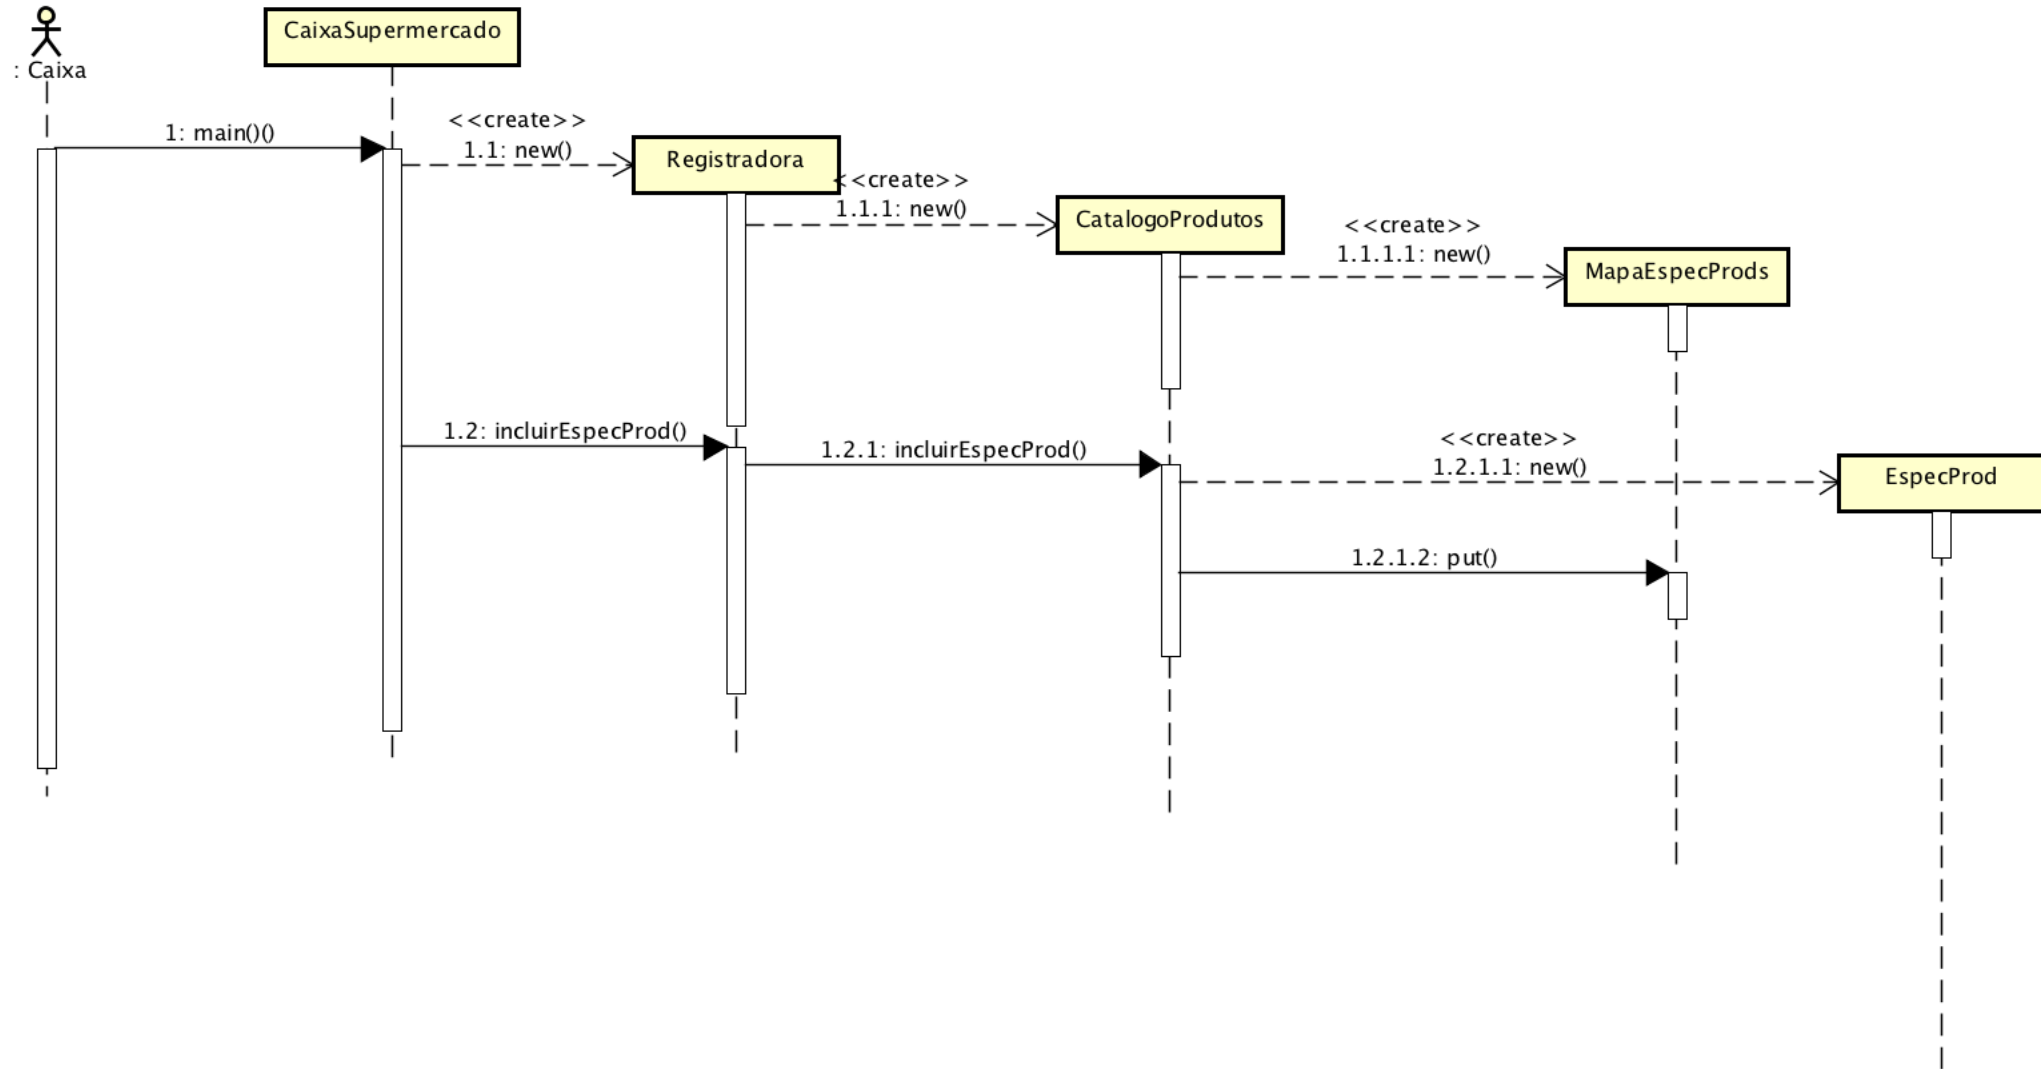 : Caixa
CaixaSupermercado
1: main()()
<<create>>
1.1: new()
Registradora
<<create>>
1.1.1: new()
CatalogoProdutos
<<create>>
1.1.1.1: new()
MapaEspecProds
1.2: incluirEspecProd()
1.2.1: incluirEspecProd()
<<create>>
1.2.1.1: new()
EspecProd
1.2.1.2: put()